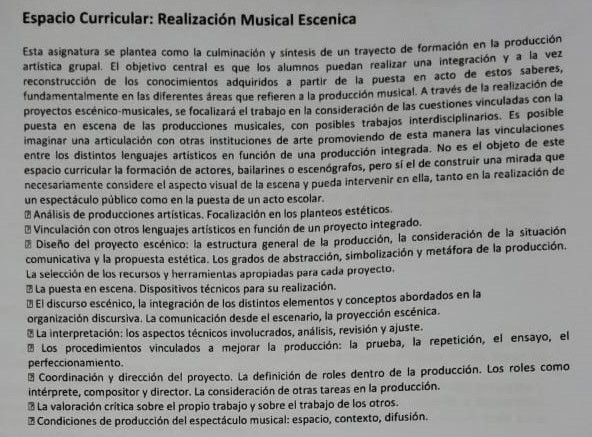 Espacio Curricular: Realización Musical Escenica
Esta asignatura se plantea como la culminación y síntesis de un trayecto de formación en la producción
artística grupal. El objetivo central es que los alumnos puedan realizar una integración y a la vez
reconstrucción de los conocimientos adquiridos a partir de la puesta en acto de estos saberes,
fundamentalmente en las diferentes áreas que refieren a la producción musical. A través de la realización de
proyectos escénico-musicales, se focalizará el trabajo en la consideración de las cuestiones vinculadas con la
puesta en escena de las producciones musicales, con posibles trabajos interdisciplinarios. Es posible
imaginar una articulación con otras instituciones de arte promoviendo de esta manera las vinculaciones
entre los distintos lenguajes artísticos en función de una producción integrada. No es el objeto de este
espacio curricular la formación de actores, bailarines o escenógrafos, pero sí el de construir una mirada que
necesariamente considere el aspecto visual de la escena y pueda intervenir en ella, tanto en la realización de
un espectáculo público como en la puesta de un acto escolar.
⍰ Análisis de producciones artísticas. Focalización en los planteos estéticos.
⍰ Vinculación con otros lenguajes artísticos en función de un proyecto integrado.
⍰ Diseño del proyecto escénico: la estructura general de la producción, la consideración de la situación
comunicativa y la propuesta estética. Los grados de abstracción, simbolización y metáfora de la producción.
La selección de los recursos y herramientas apropiadas para cada proyecto.
⍰ La puesta en escena. Dispositivos técnicos para su realización.
⍰ El discurso escénico, la integración de los distintos elementos y conceptos abordados en la
organización discursiva. La comunicación desde el escenario, la proyección escénica.
⍰ La interpretación: los aspectos técnicos involucrados, análisis, revisión y ajuste.
⍰ Los procedimientos vinculados a mejorar la producción: la prueba, la repetición, el ensayo, el
perfeccionamiento.
⍰ Coordinación y dirección del proyecto. La definición de roles dentro de la producción. Los roles como
intérprete, compositor y director. La consideración de otras tareas en la producción.
⍰ La valoración crítica sobre el propio trabajo y sobre el trabajo de los otros.
⍰ Condiciones de producción del espectáculo musical: espacio, contexto, difusión.